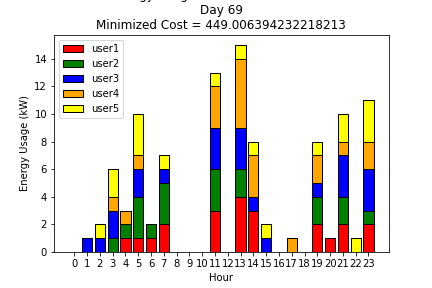 Day 69
Minimized Cost = 449.006394232218213
user1
user2
user3
user4
user5
Energy Usage (kW)
14
12
10
8
6
4
2
0
0 1 2 3 4 5 6 7 8 9 10 11 12 13 14 15 16 17 18 19 20 21 22 23
Hour